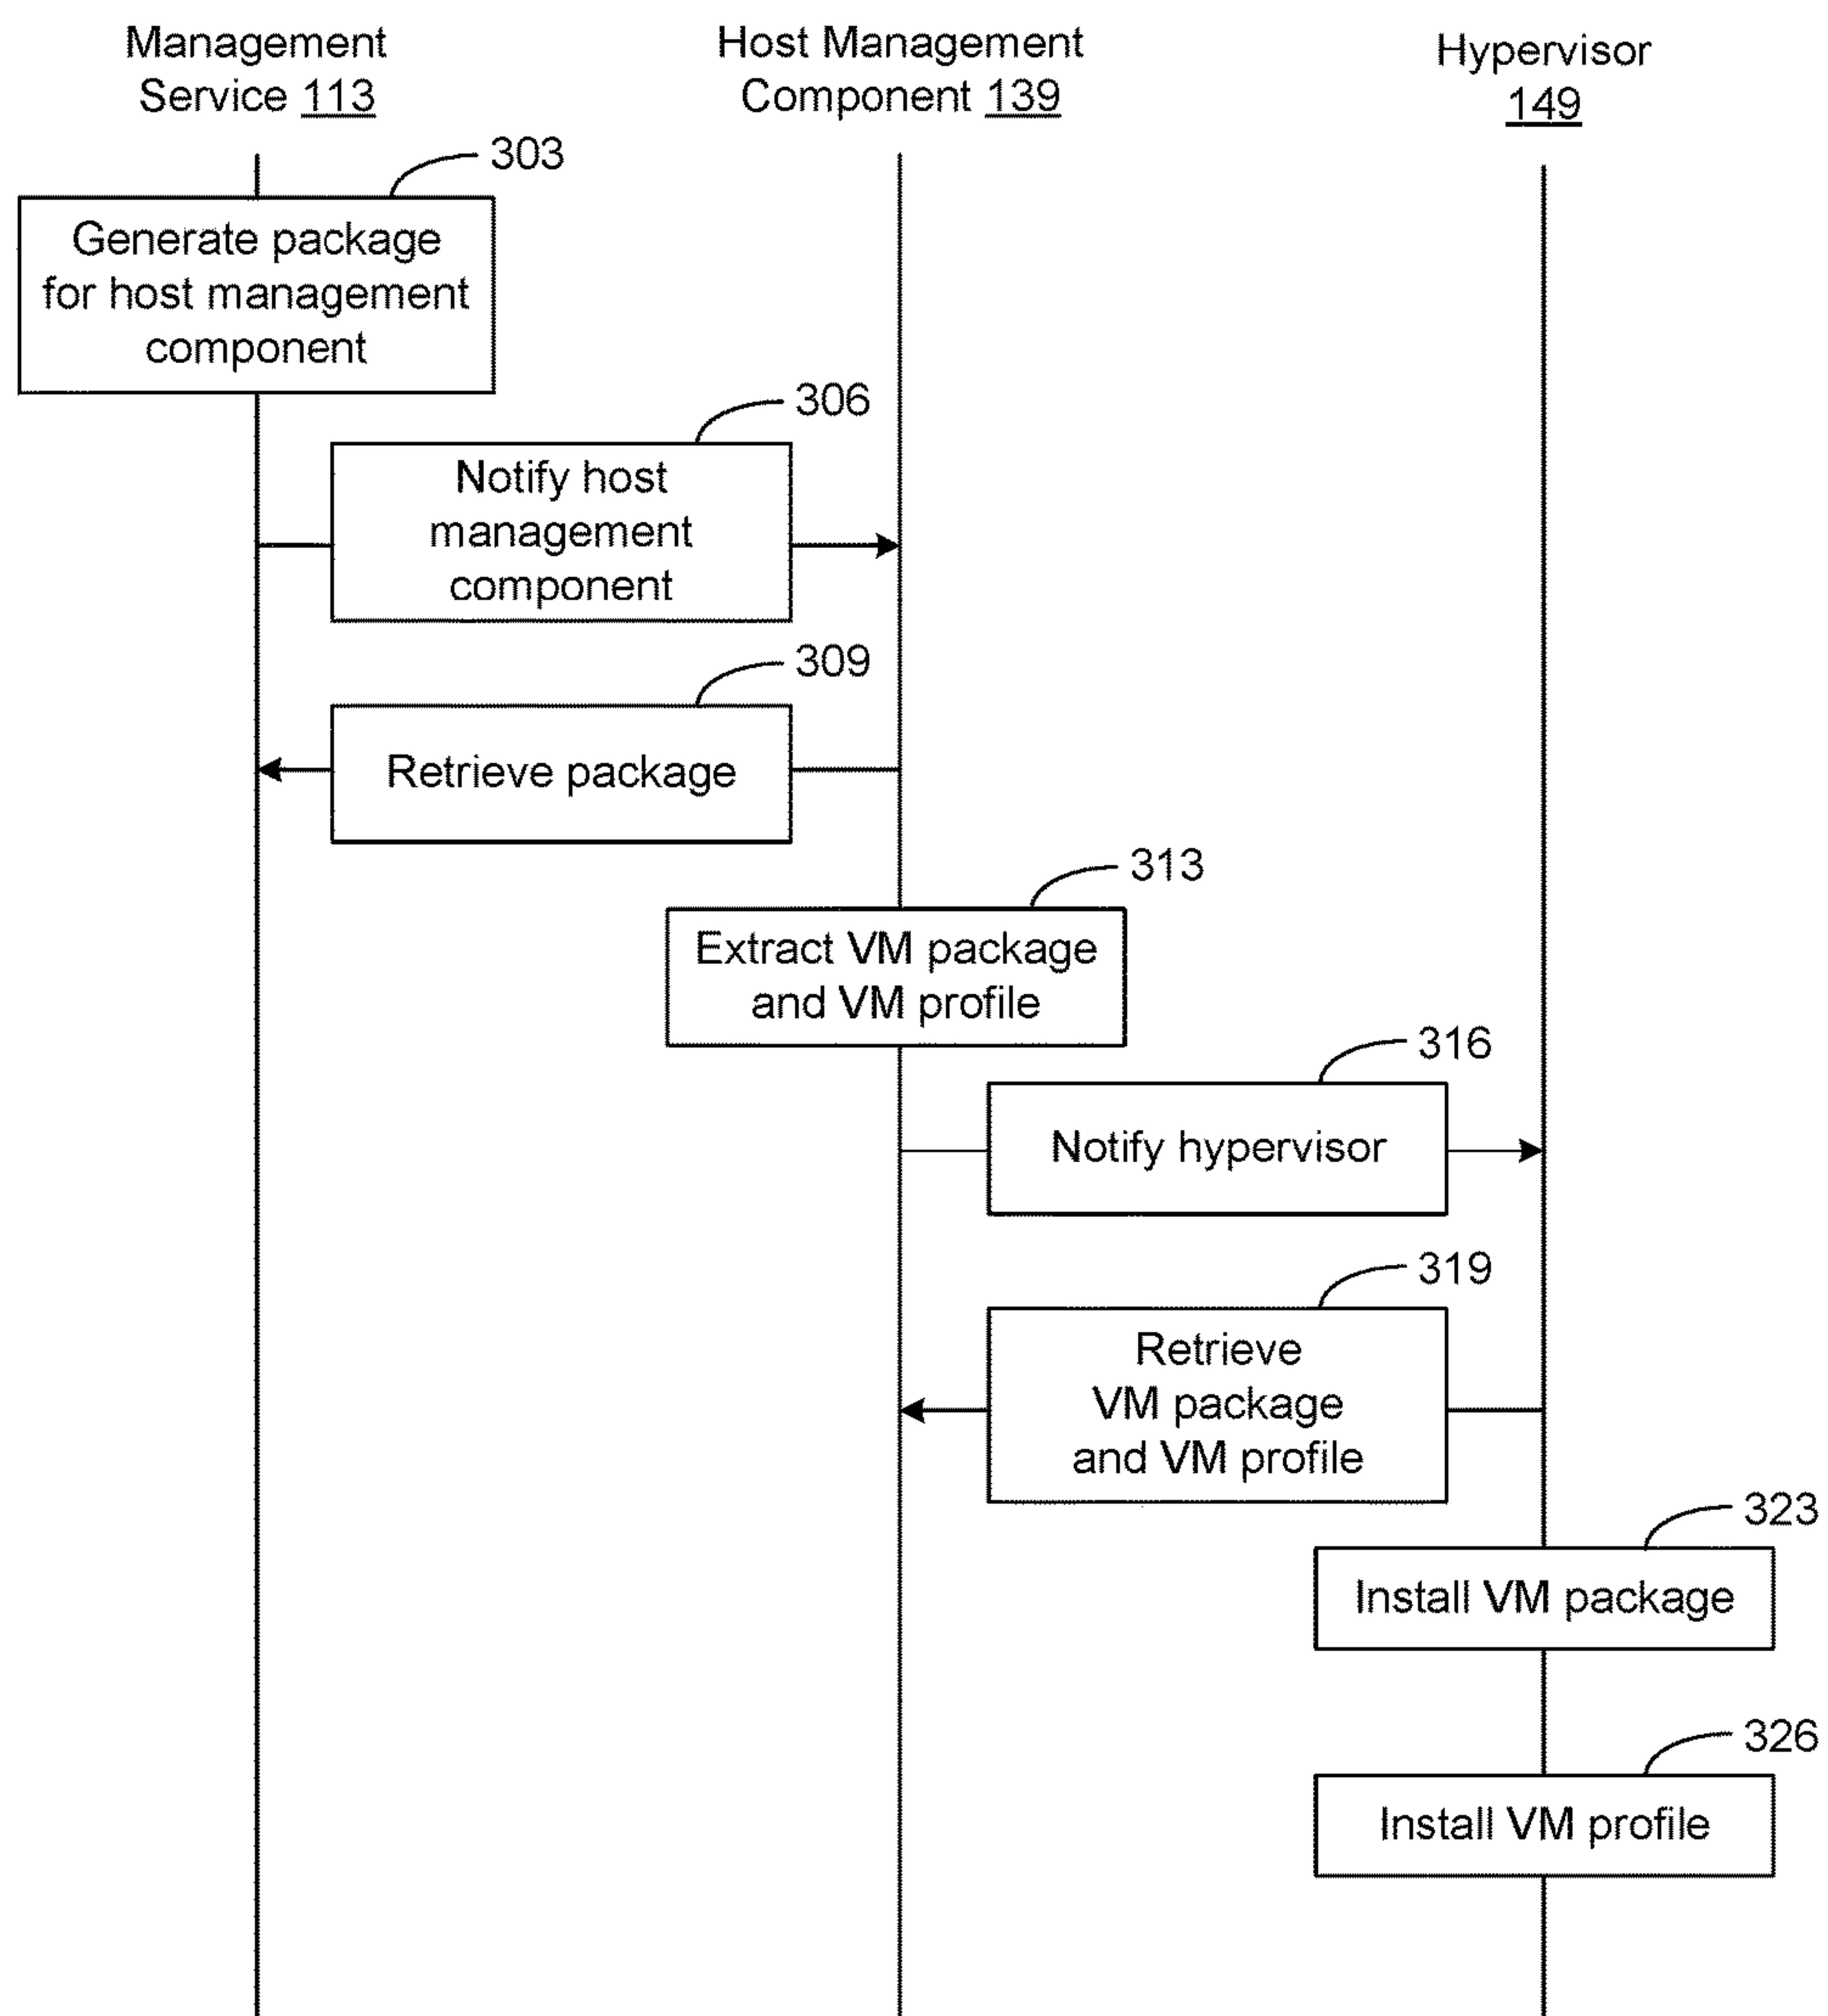 Management
Service 113
Host Management
Component 139
Hypervisor
149
303
Generate package
for host management
component
306
Notify host
management
component
309
Retrieve package
313
Extract VM package
and VM profile
316
Notify hypervisor
319
Retrieve
VM package
and VM profile
323
Install VM package
326
Install VM profile